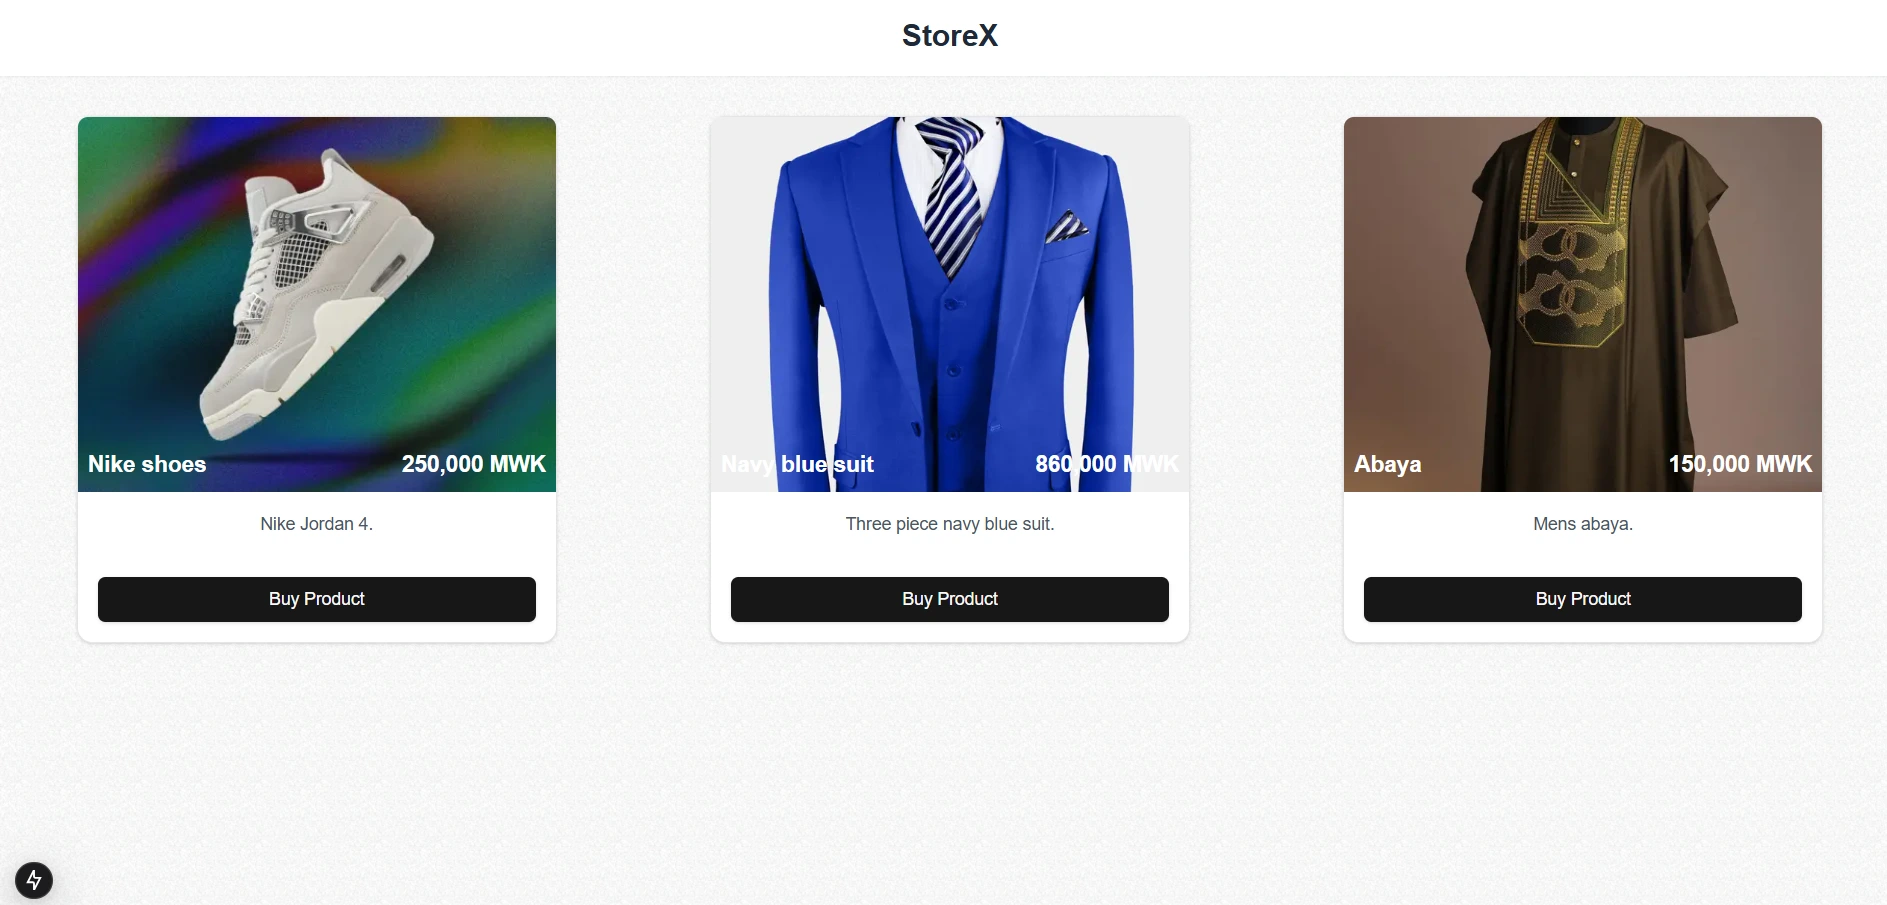 StoreX
Nike shoes 250,000 MWK
Nike Jordan 4.
Buy Product
Navy blue suit 860,000 MWK
Three piece navy blue suit.
Buy Product
Abaya 150,000 MWK
Mens abaya.
Buy Product